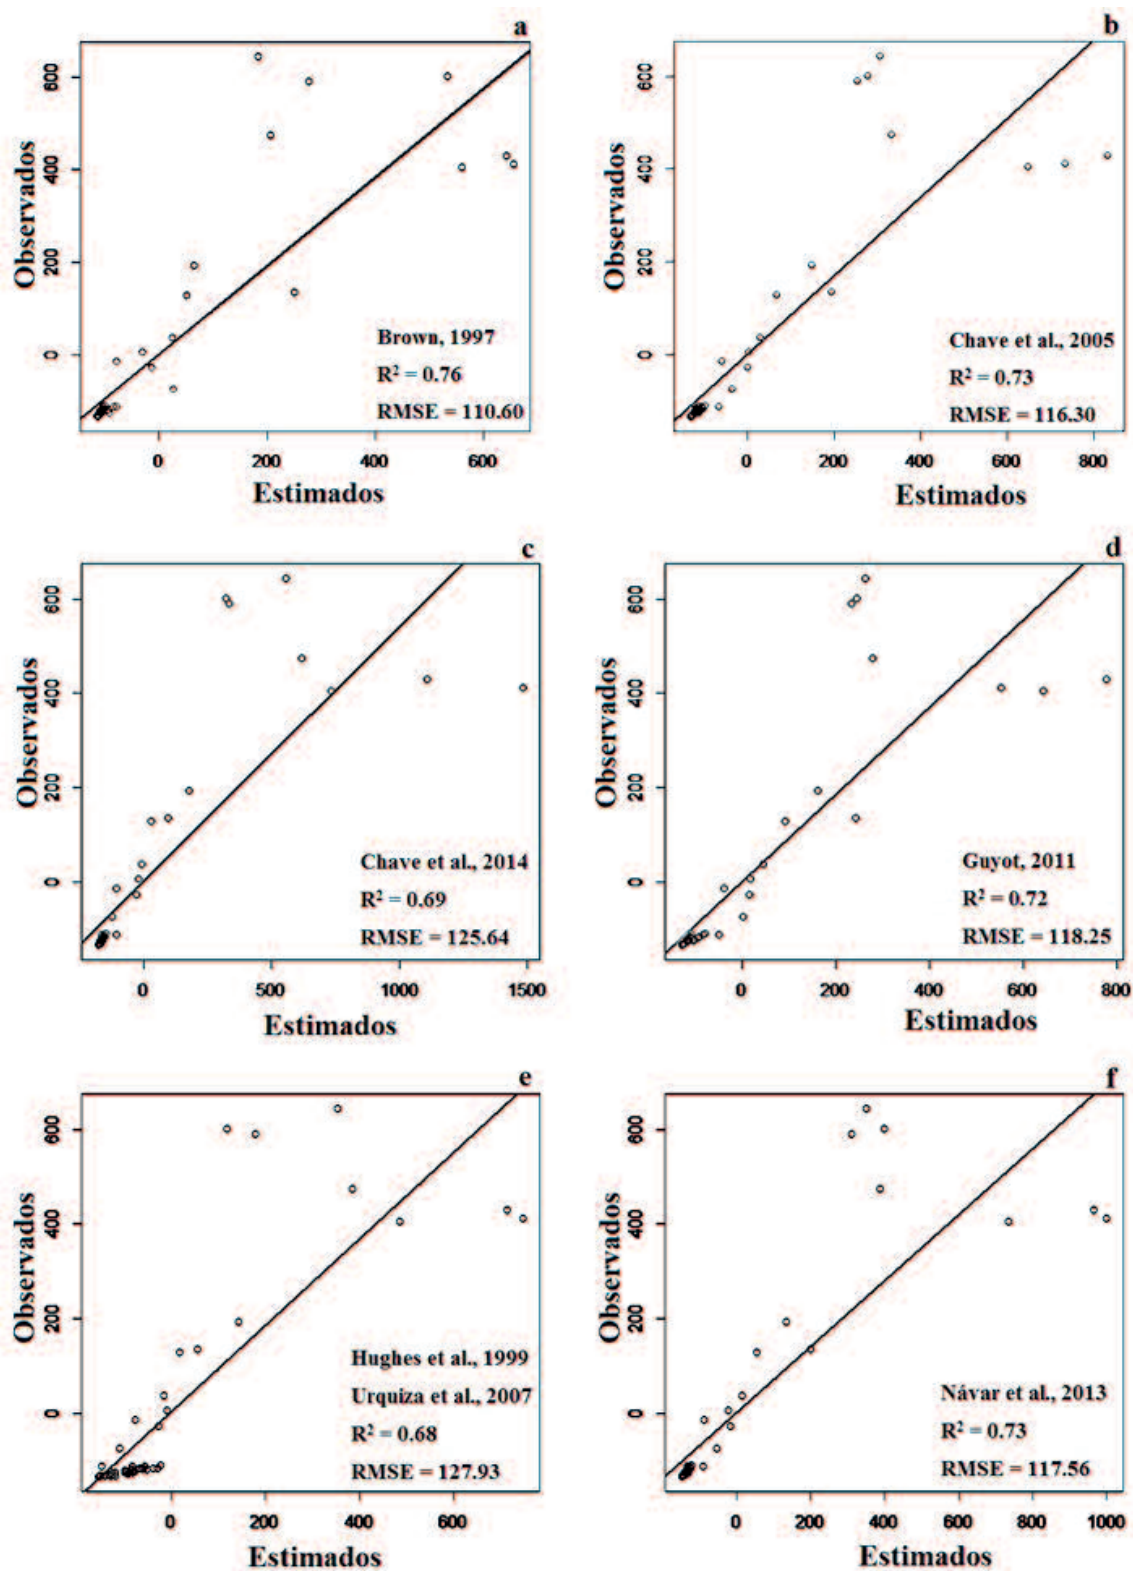 a
Observados
600
400
200
0
Brown, 1997
R² = 0.76
RMSE = 110.60
0 200 400 600
Estimados
b
Observados
600
400
200
0
Chave et al., 2005
R² = 0.73
RMSE = 116.30
0 200 400 600 800
Estimados
c
Observados
600
400
200
0
Chave et al., 2014
R² = 0.69
RMSE = 125.64
0 500 1000 1500
Estimados
d
Observados
600
400
200
0
Guyot, 2011
R² = 0.72
RMSE = 118.25
0 200 400 600 800
Estimados
e
Observados
600
400
200
0
Hughes et al., 1999
Urquiza et al., 2007
R² = 0.68
RMSE = 127.93
0 200 400 600
Estimados
f
Observados
600
400
200
0
Návar et al., 2013
R² = 0.73
RMSE = 117.56
0 200 400 600 800 1000
Estimados